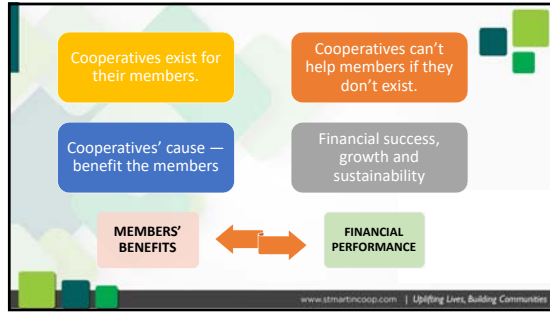 Cooperatives exist for
their members.
Cooperatives can't
help members if they
don't exist.
Cooperatives' cause —
benefit the members
Financial success,
growth and
sustainability
MEMBERS'
BENEFITS
FINANCIAL
PERFORMANCE
www.stmartincoop.com | Uplifting Lives, Building Communities